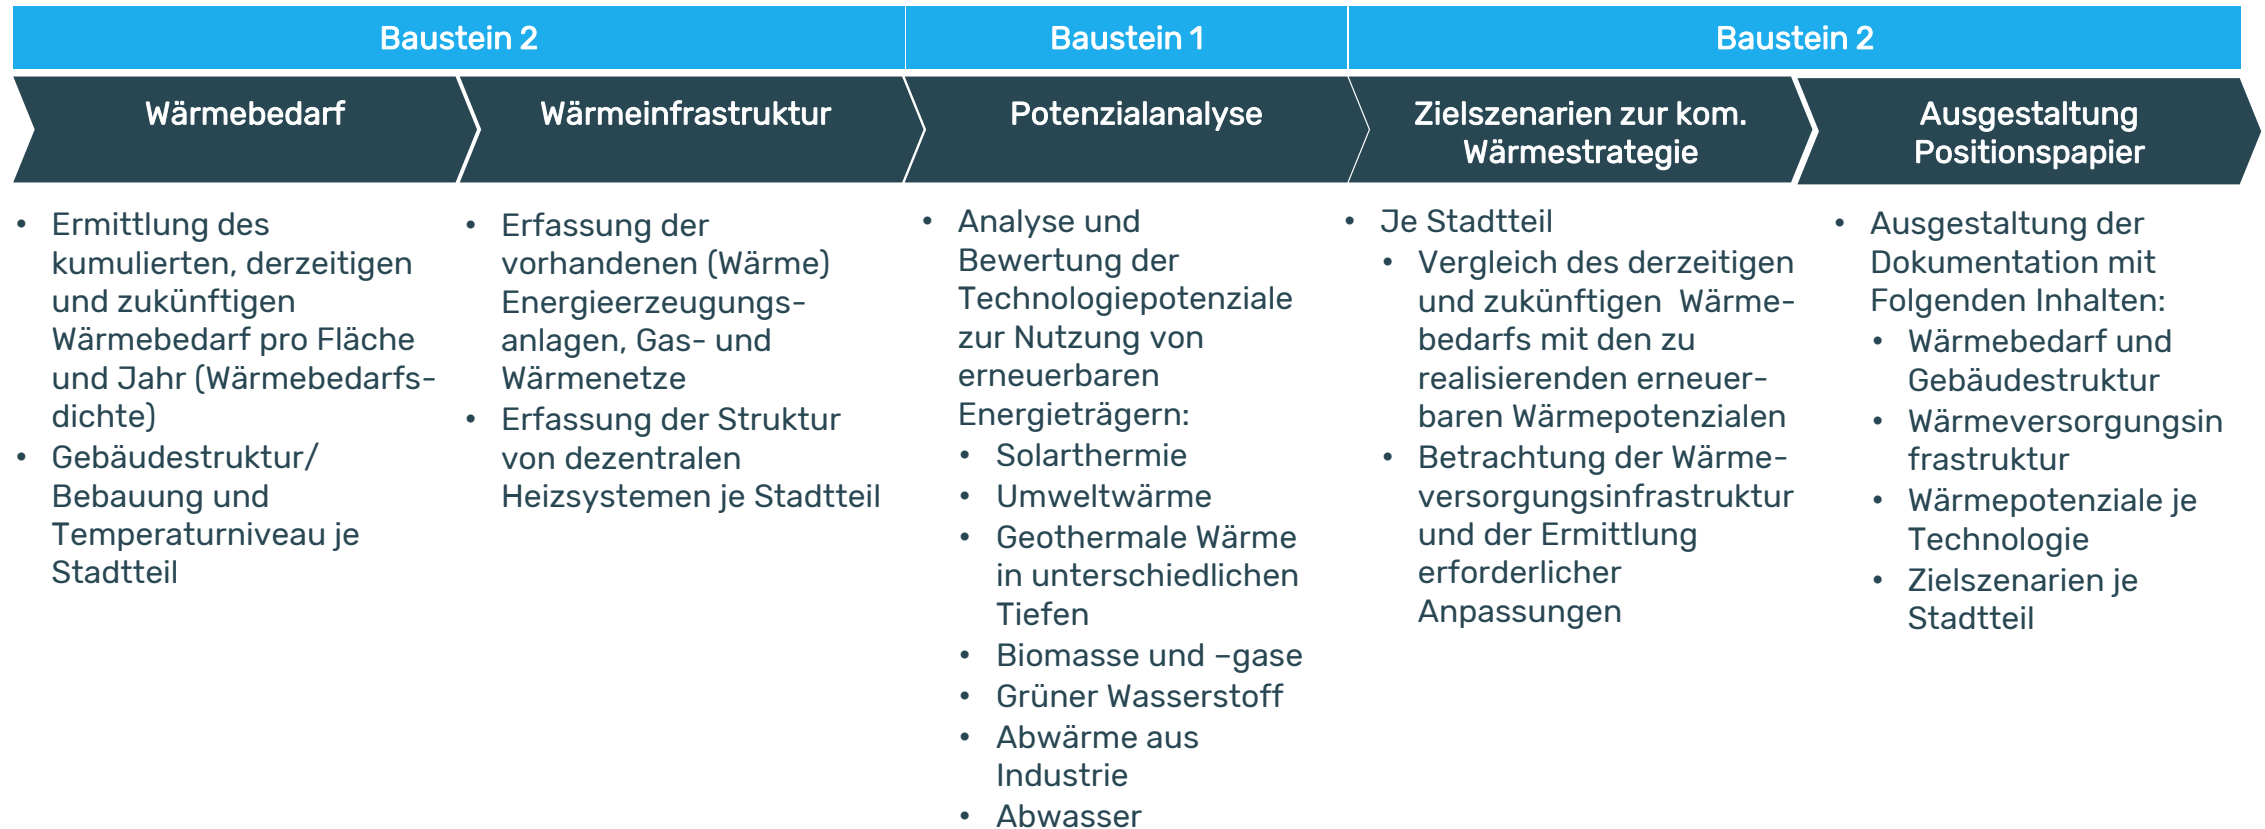 Baustein 2
Baustein 1
Baustein 2
Wärmebedarf
Wärmeinfrastruktur
Potenzialanalyse
Zielszenarien zur kom.
Wärmestrategie
Ausgestaltung
Positionspapier
• Ermittlung des
kumulierten, derzeitigen
und zukünftigen
Wärmebedarf pro Fläche
und Jahr (Wärmebedarfs-
dichte)
• Gebäudestruktur/
Bebauung und
Temperaturniveau je
Stadtteil
• Erfassung der
vorhandenen (Wärme)
Energieerzeugungs-
anlagen, Gas- und
Wärmenetze
• Erfassung der Struktur
von dezentralen
Heizsystemen je Stadtteil
• Analyse und
Bewertung der
Technologiepotenziale
zur Nutzung von
erneuerbaren
Energieträgern:
• Solarthermie
• Umweltwärme
• Geothermale Wärme
in unterschiedlichen
Tiefen
• Biomasse und –gase
• Grüner Wasserstoff
• Abwärme aus
Industrie
• Abwasser
• Je Stadtteil
• Vergleich des derzeitigen
und zukünftigen  Wärme-
bedarfs mit den zu
realisierenden erneuer-
baren Wärmepotenzialen
• Betrachtung der Wärme-
versorgungsinfrastruktur
und der Ermittlung
erforderlicher
Anpassungen
• Ausgestaltung der
Dokumentation mit
Folgenden Inhalten:
• Wärmebedarf und
Gebäudestruktur
• Wärmeversorgungsin
frastruktur
• Wärmepotenziale je
Technologie
• Zielszenarien je
Stadtteil